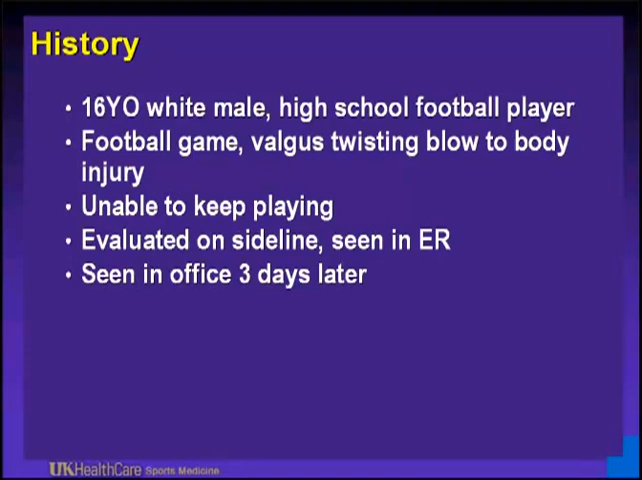 History
• 16YO white male, high school football player
• Football game, valgus twisting blow to body
injury
• Unable to keep playing
• Evaluated on sideline, seen in ER
• Seen in office 3 days later
UKHealthCare Sports Medicine